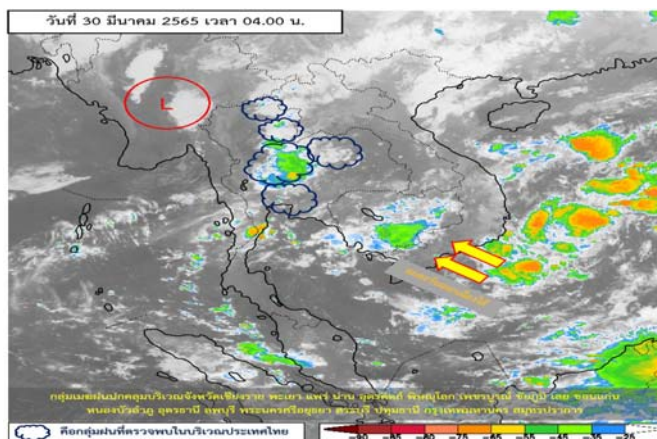 วันที่ 30 มีนาคม 2565 เวลา 04.00 น.
L
กลุ่มเมฆฝนปกคลุมบริเวณจังหวัดเชียงราย พะเยา แพร่ น่าน อุตรดิตถ์ พิษณุโลก เพชรบูรณ์ ชัยภูมิ เลย ขอนแก่น
หนองบัวลำภู อุดรธานี ลพบุรี พระนครศรีอยุธยา สระบุรี ปทุมธานี กรุงเทพมหานคร สมุทรปราการ
คือกลุ่มฝนที่ตรวจพบในบริเวณประเทศไทย
-90 -80 -70 -65 -55 -45 -35 -25